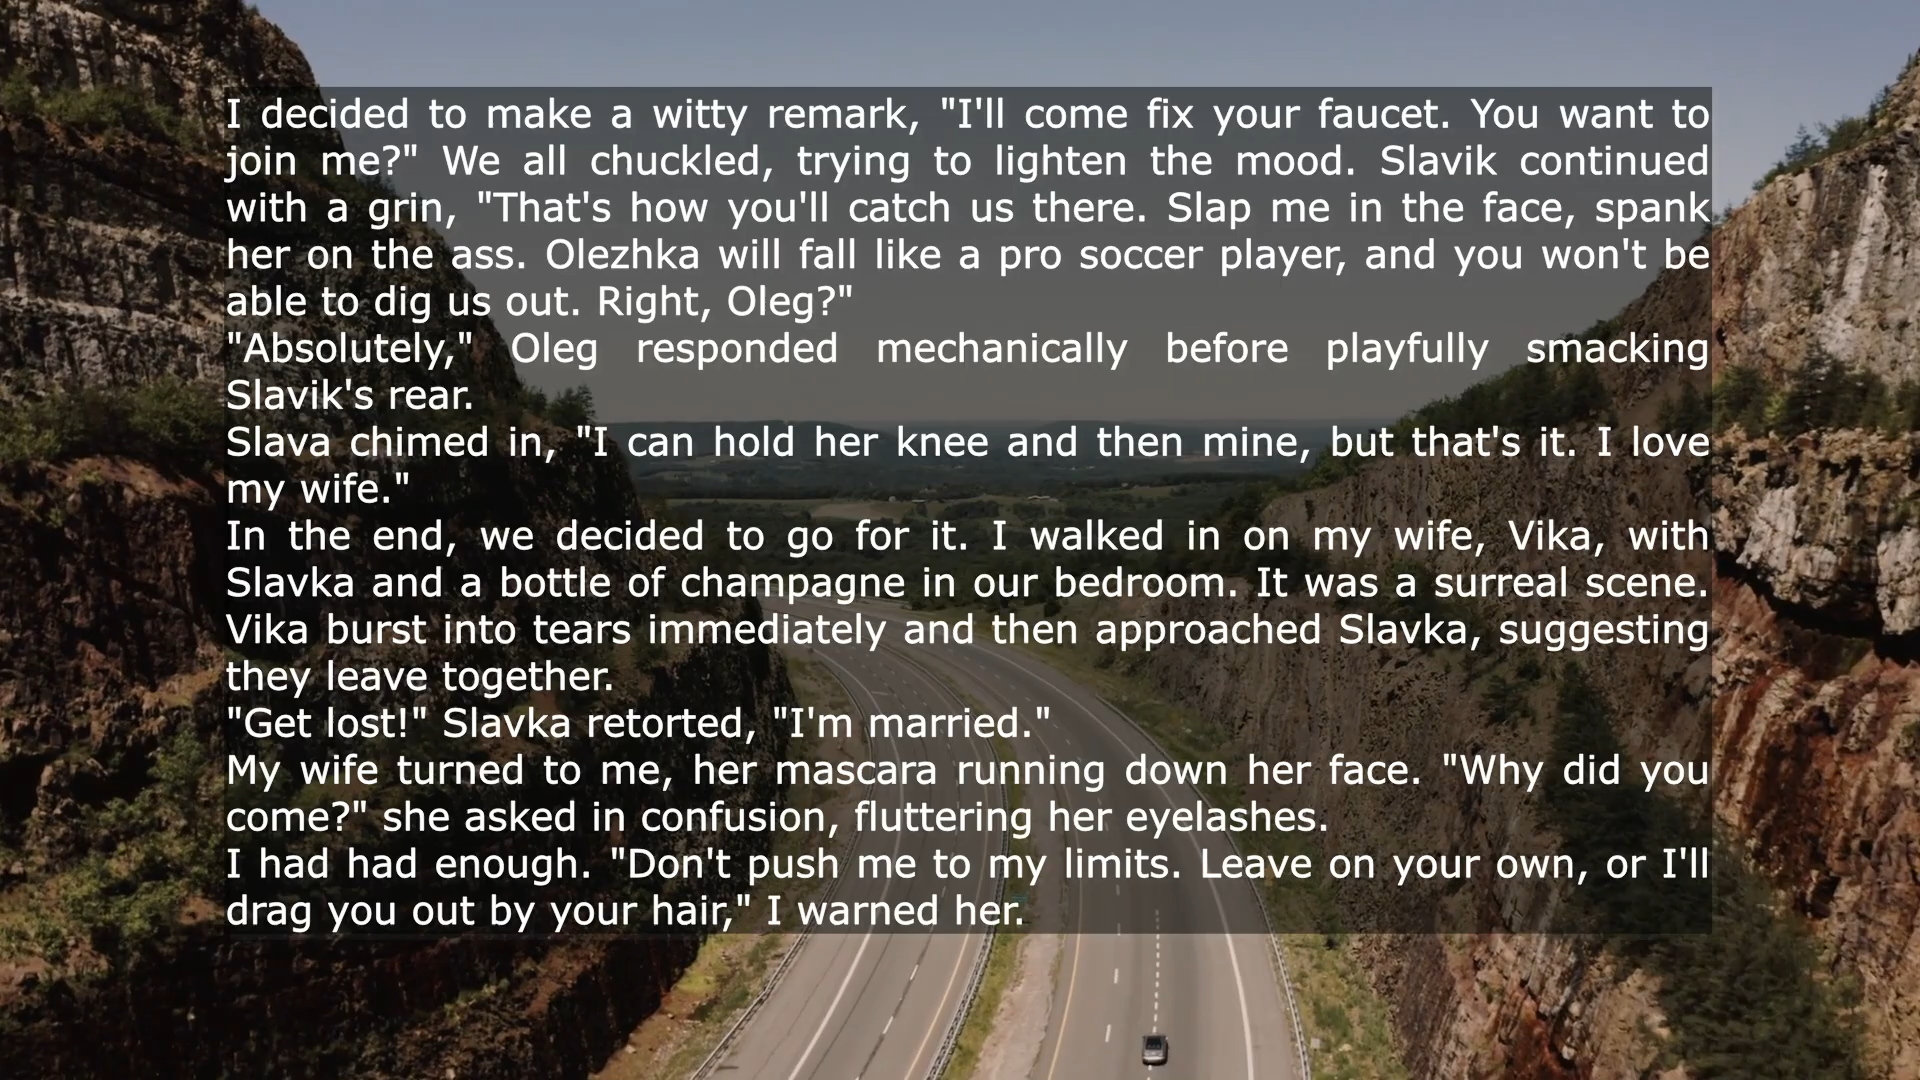 I decided to make a witty remark, "I'll come fix your faucet. You want to
join me?" We all chuckled, trying to lighten the mood. Slavik continued
with a grin, "That's how you'll catch us there. Slap me in the face, spank
her on the ass. Olezhka will fall like a pro soccer player, and you won't be
able to dig us out. Right, Oleg?"
"Absolutely," Oleg responded mechanically before playfully smacking
Slavik's rear.
Slava chimed in, "I can hold her knee and then mine, but that's it. I love
my wife."
In the end, we decided to go for it. I walked in on my wife, Vika, with
Slavka and a bottle of champagne in our bedroom. It was a surreal scene.
Vika burst into tears immediately and then approached Slavka, suggesting
they leave together.
"Get lost!" Slavka retorted, "I'm married."
My wife turned to me, her mascara running down her face. "Why did you
come?" she asked in confusion, fluttering her eyelashes.
I had had enough. "Don't push me to my limits. Leave on your own, or I'll
drag you out by your hair," I warned her.